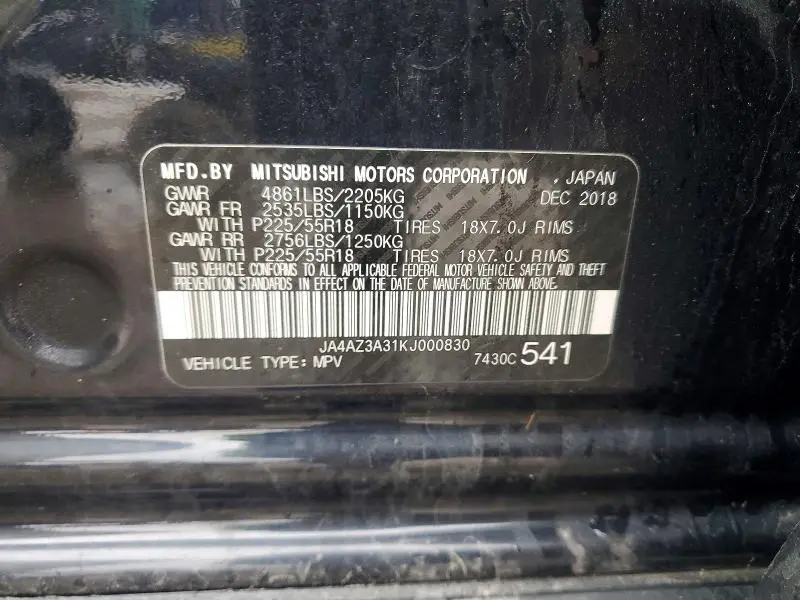 MFD.BY MITSUBISHI MOTORS CORPORATION . JAPAN
GVWR 4861LBS/2205KG DEC 2018
GAWR FR 2535LBS/1150KG
WITH P225/55R18 TIRES 18X7.0J RIMS
GAWR RR 2756LBS/1250KG
WITH P225/55R18 TIRES 18X7.0J RIMS
THIS VEHICLE CONFORMS TO ALL APPLICABLE FEDERAL MOTOR VEHICLE SAFETY AND THEFT
PREVENTION STANDARDS IN EFFECT ON THE DATE OF MANUFACTURE SHOWN ABOVE.
JA4AZ3A31KJ000830
VEHICLE TYPE: MPV 7430C 541